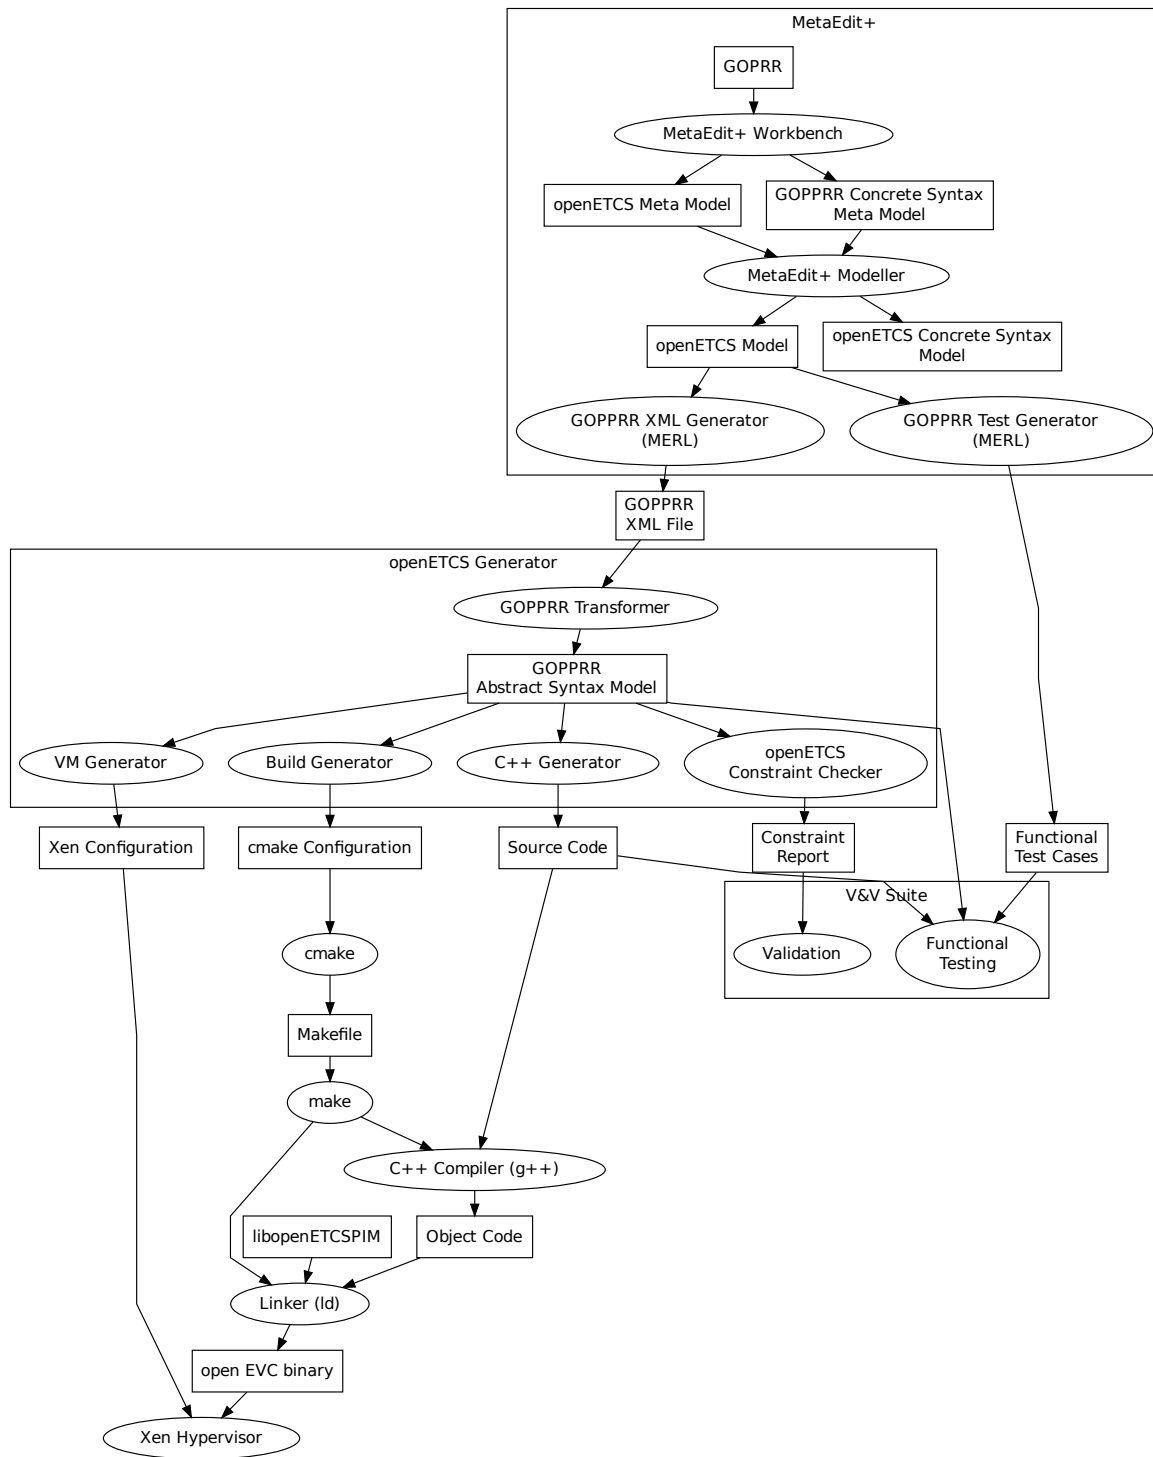 MetaEdit+
GOPRR
MetaEdit+ Workbench
openETCS Meta Model
GOPPRR Concrete Syntax
Meta Model
MetaEdit+ Modeller
openETCS Model
openETCS Concrete Syntax
Model
GOPPRR XML Generator
(MERL)
GOPPRR Test Generator
(MERL)
GOPPRR
XML File
openETCS Generator
GOPPRR Transformer
GOPPRR
Abstract Syntax Model
VM Generator
Build Generator
C++ Generator
openETCS
Constraint Checker
Xen Configuration
cmake Configuration
Source Code
Constraint
Report
Functional
Test Cases
V&V Suite
cmake
Validation
Functional
Testing
Makefile
make
C++ Compiler (g++)
libopenETCSPIM
Object Code
Linker (ld)
open EVC binary
Xen Hypervisor